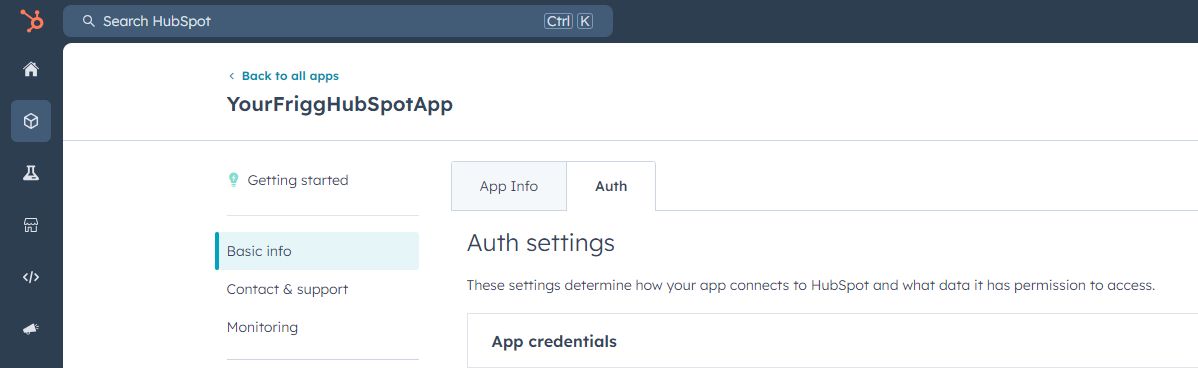 Search HubSpot Ctrl K
Back to all apps
YourFriggHubSpotApp
Getting started
App Info Auth
Basic info
Auth settings
Contact & support
These settings determine how your app connects to HubSpot and what data it has permission to access.
Monitoring
App credentials